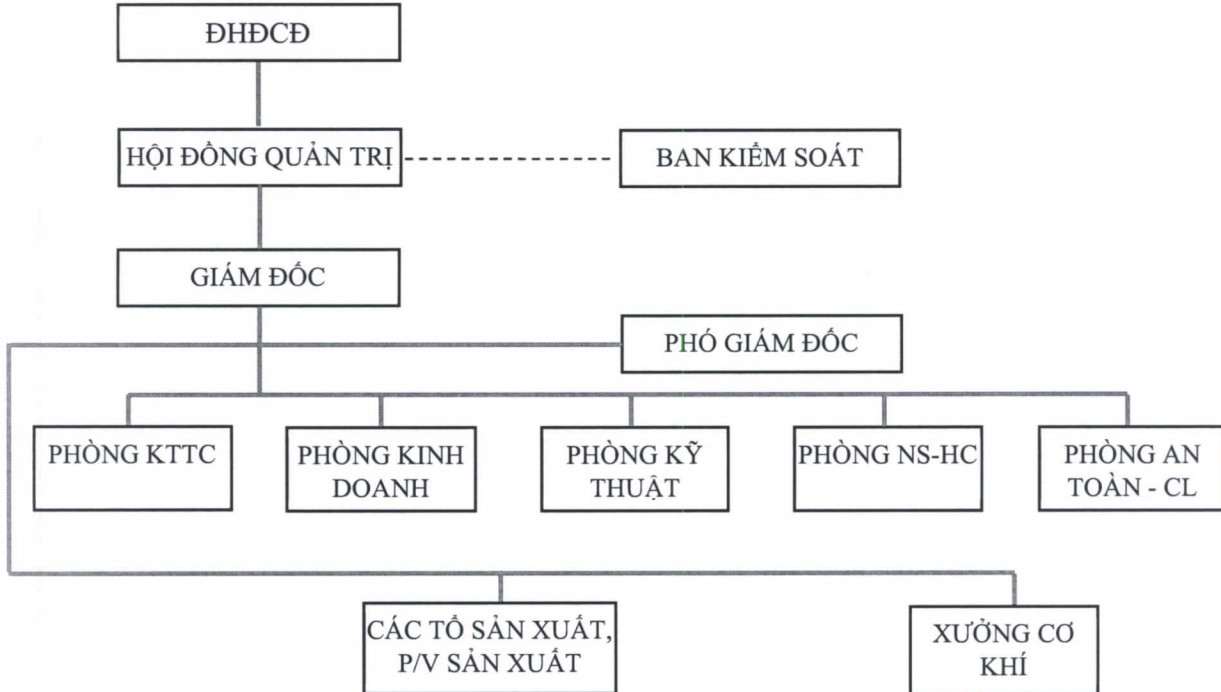 ĐHĐCĐ
HỘI ĐỒNG QUẢN TRỊ
BAN KIỂM SOÁT
GIÁM ĐỐC
PHÓ GIÁM ĐỐC
PHÒNG KTTC
PHÒNG KINH
DOANH
PHÒNG KỸ
THUẬT
PHÒNG NS-HC
PHÒNG AN
TOÀN - CL
CÁC TỔ SẢN XUẤT,
P/V SẢN XUẤT
XƯỞNG CƠ
KHÍ